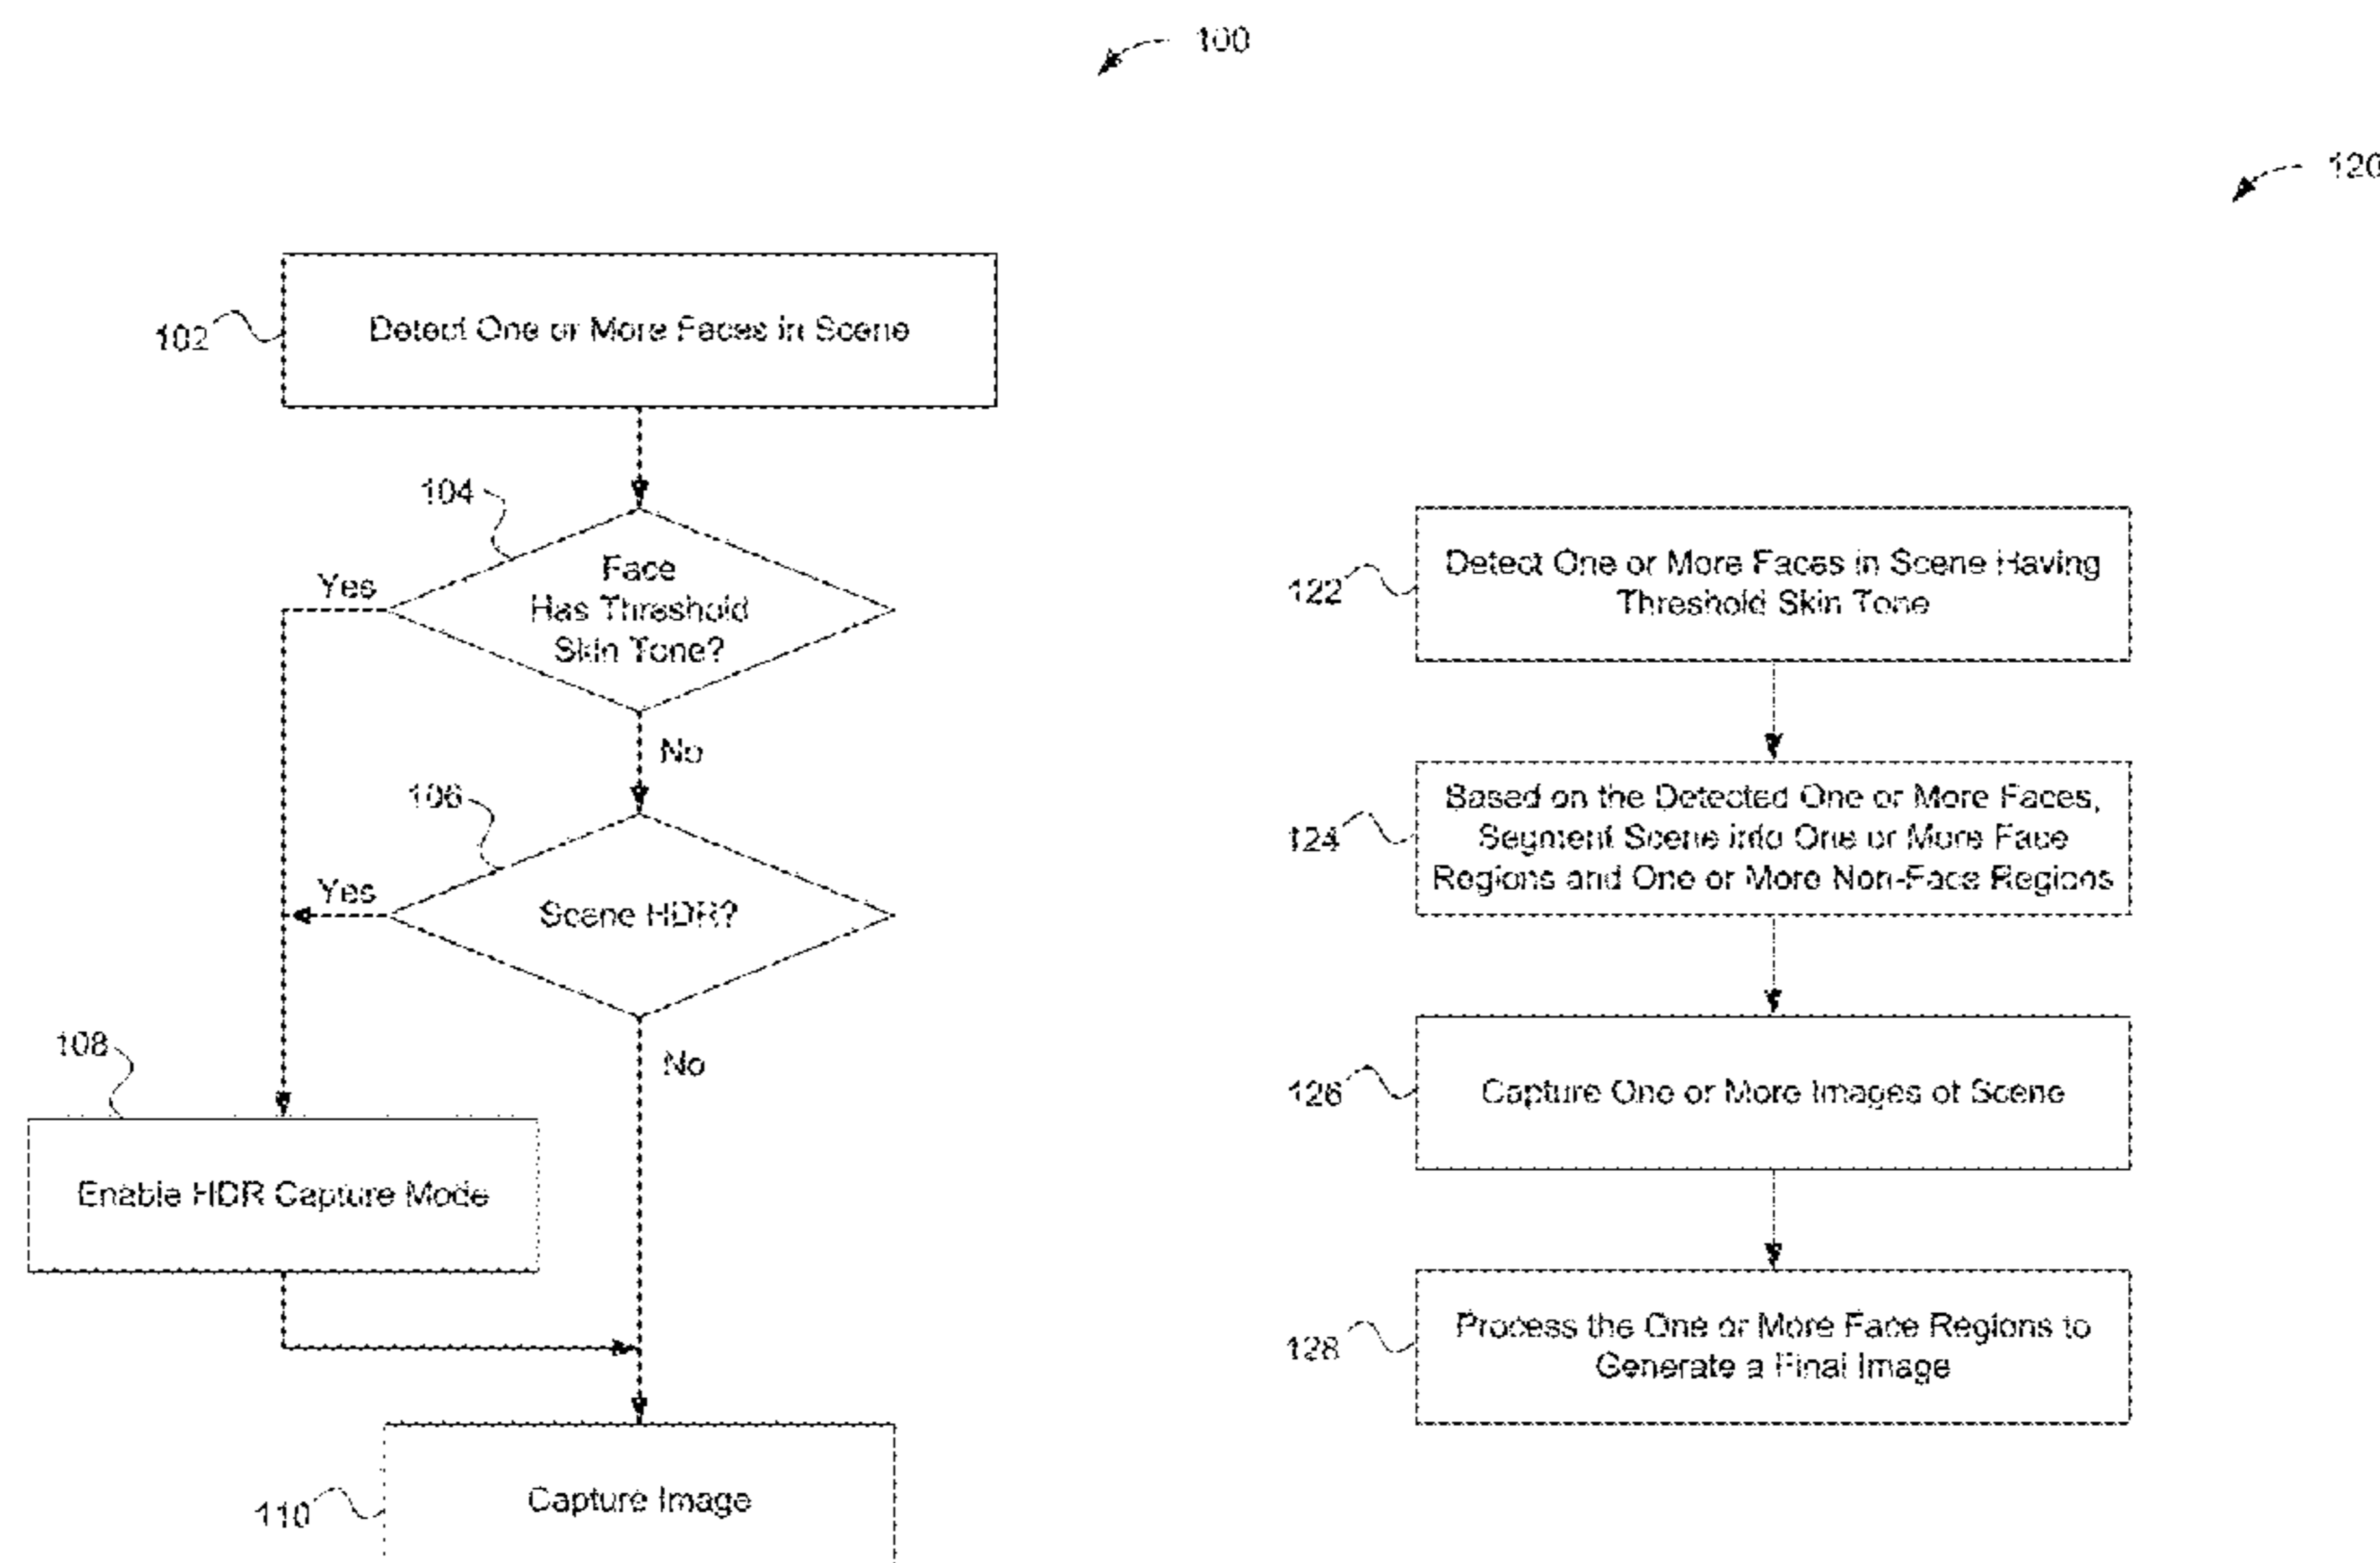 100
102
Detect One or More Faces in Scene
104
Face
Has Threshold
Skin Tone?
Yes
No
106
Scene HDR?
Yes
No
108
Enable HDR Capture Mode
110
Capture Image
120
122
Detect One or More Faces in Scene Having
Threshold Skin Tone
124
Based on the Detected One or More Faces,
Segment Scene into One or More Face
Regions and One or More Non-Face Regions
126
Capture One or More Images of Scene
128
Process the One or More Face Regions to
Generate a Final Image